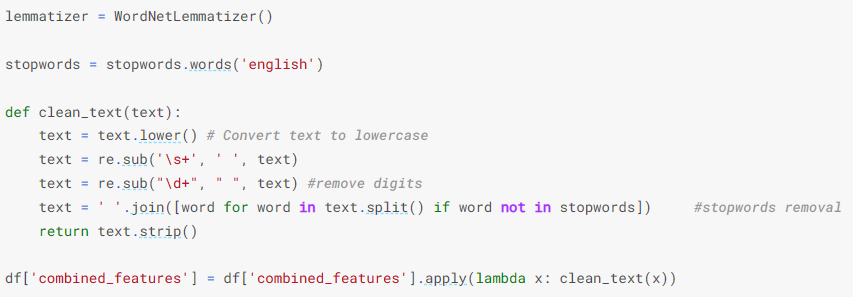 lemmatizer = WordNetLemmatizer()
stopwords = stopwords.words('english')
def clean_text(text):
    text = text.lower() # Convert text to lowercase
    text = re.sub('\s+', ' ', text)
    text = re.sub("\d+", " ", text) #remove digits
    text = ' '.join([word for word in text.split() if word not in stopwords])     #stopwords removal
    return text.strip()
df['combined_features'] = df['combined_features'].apply(lambda x: clean_text(x))